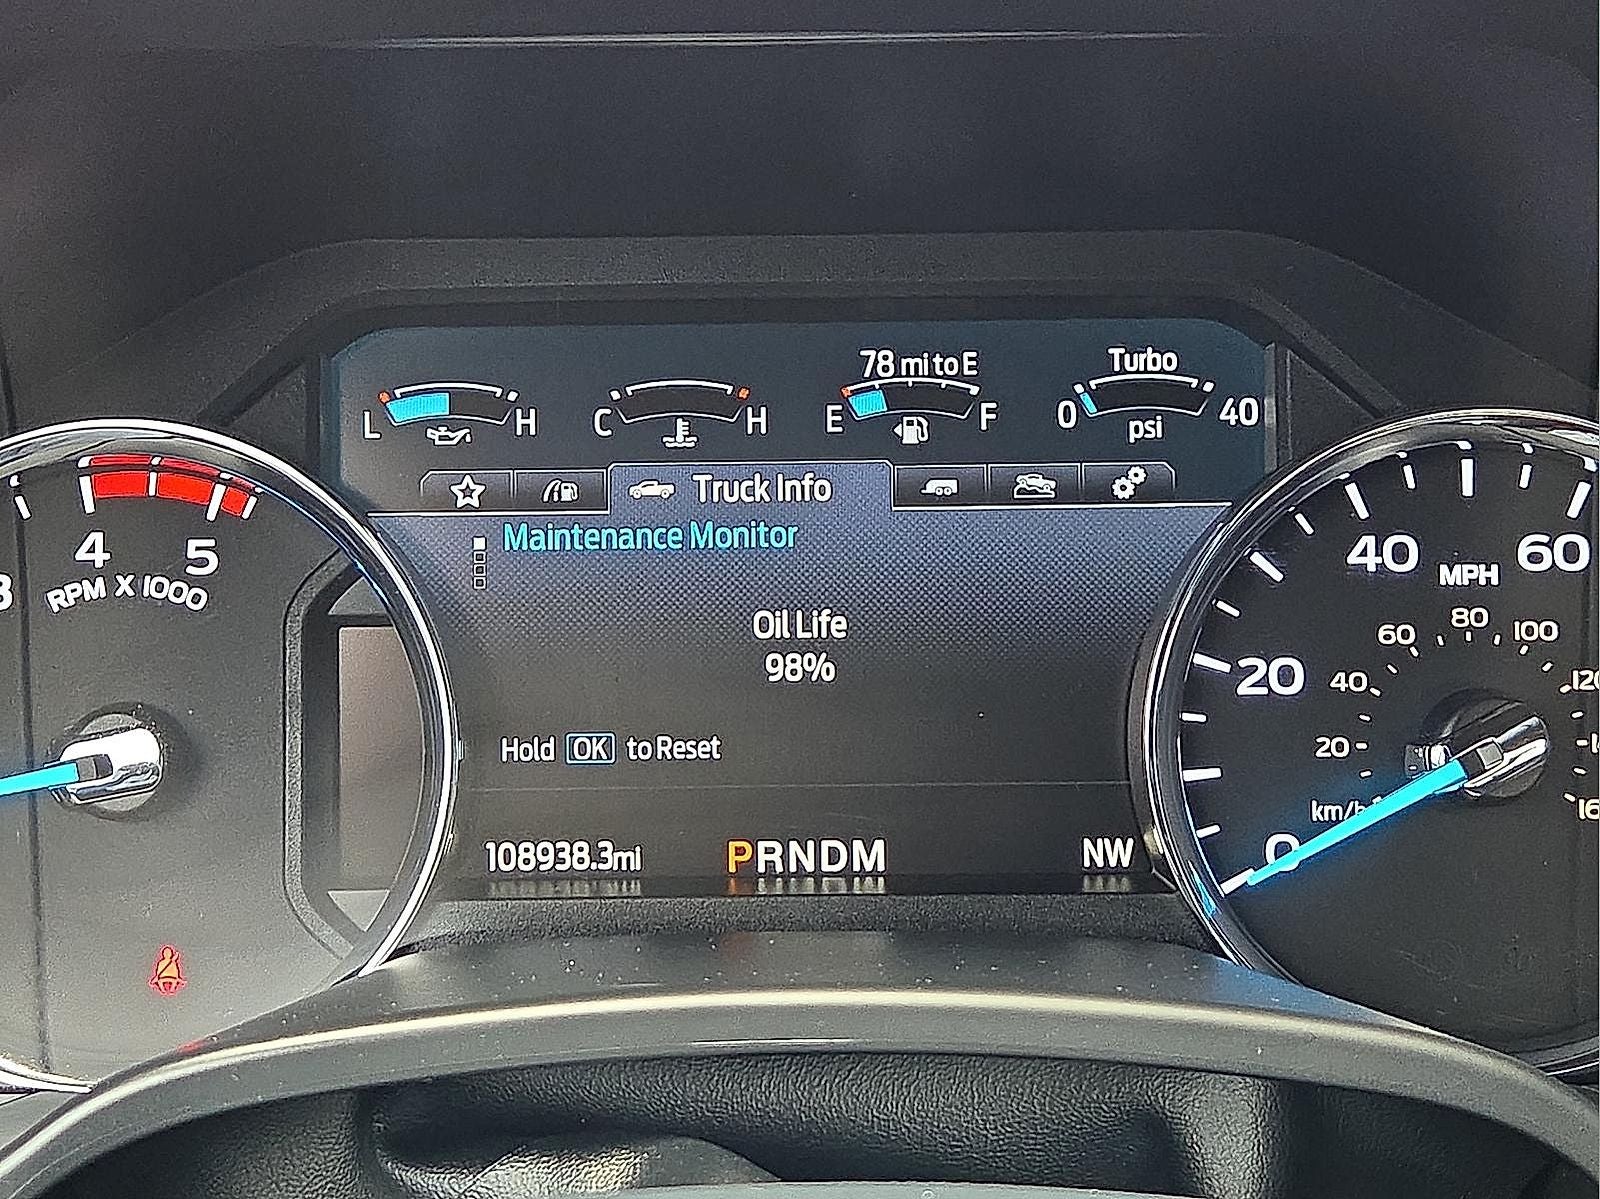 78 mi to E
Turbo
L H
C H
E F
0 40
psi
Truck Info
Maintenance Monitor
Oil Life
98%
Hold OK to Reset
108938.3mi
PRNDM
NW
4 5
RPM X 1000
20 40 60
MPH
20 40 60 80 100
km/h
0